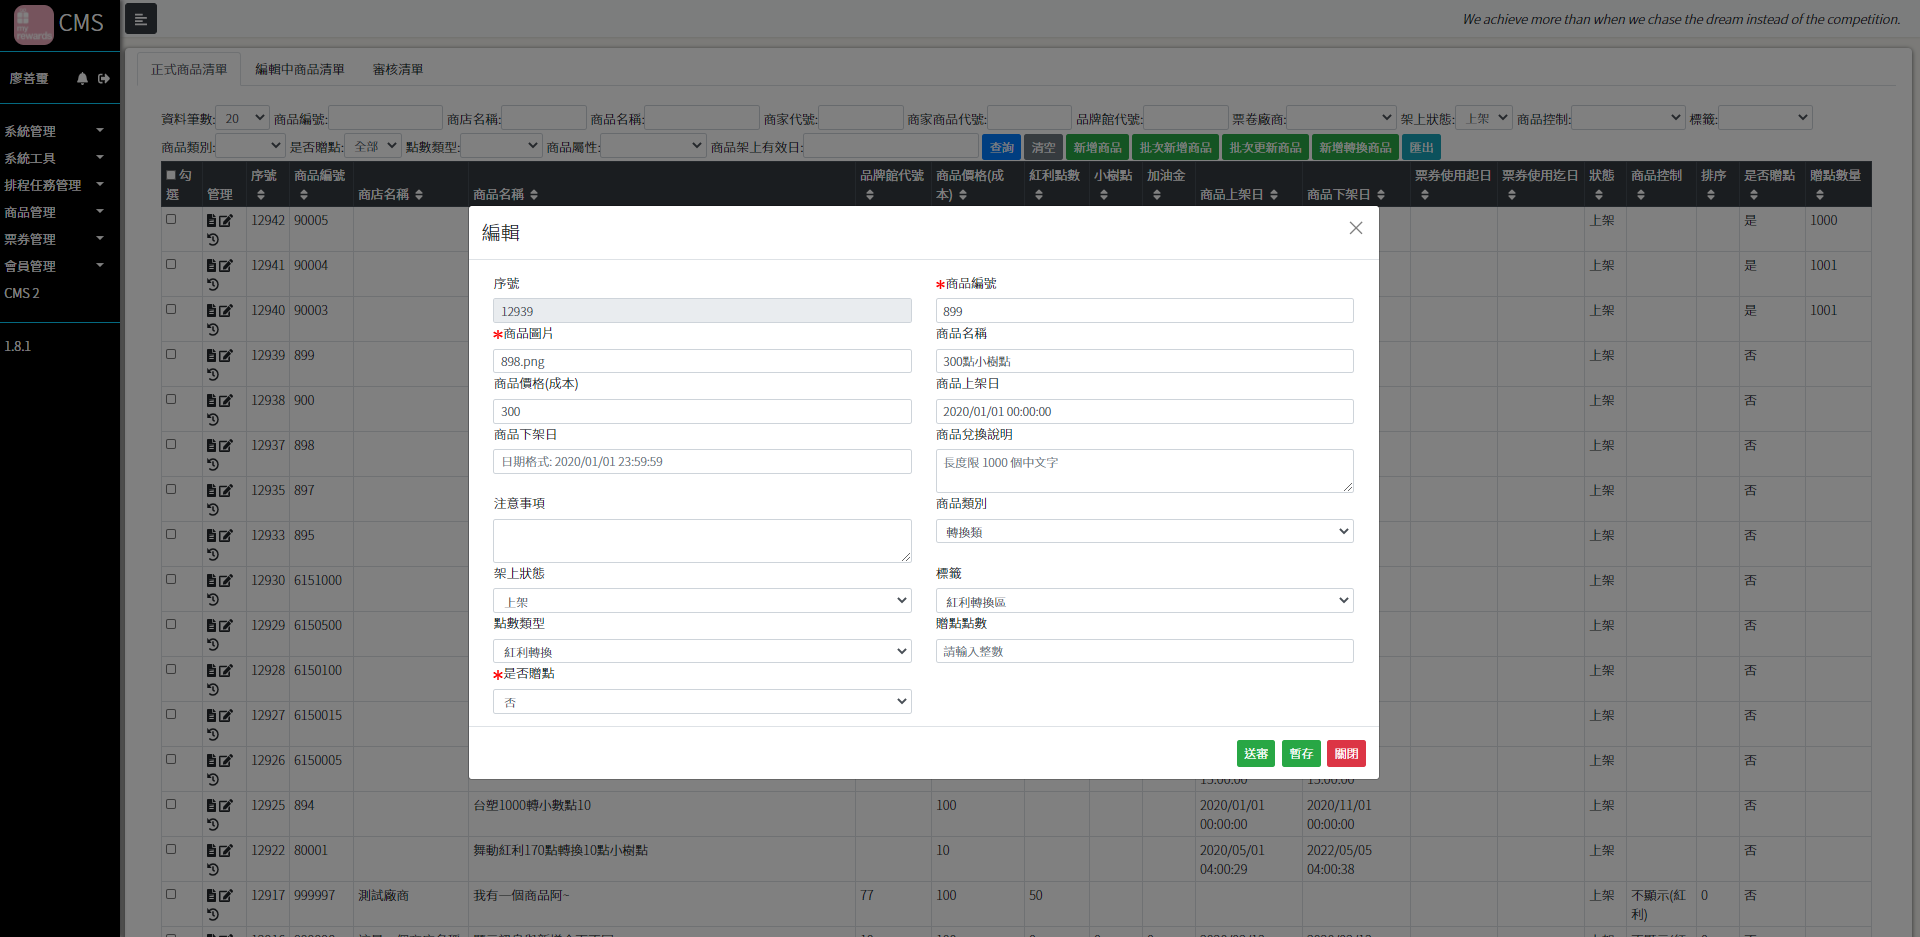 my rewards CMS
We achieve more than when we chase the dream instead of the competition.
廖善璽
系統管理
系統工具
排程任務管理
商品管理
票券管理
會員管理
CMS 2
1.8.1
正式商品清單 編輯中商品清單 審核清單
資料筆數: 20 商品編號: 商店名稱: 商品名稱: 商家代號: 商家商品代號: 品牌館代號: 票卷廠商: 架上狀態: 上架 商品控制: 標籤:
商品類別: 是否贈點: 全部 點數類型: 商品屬性: 商品架上有效日: 查詢 清空 新增商品 批次新增商品 批次更新商品 新增轉換商品 匯出
勾選 管理 序號 商品編號 商店名稱 商品名稱 品牌館代號 商品價格(成本) 紅利點數 小樹點 加油金 商品上架日 商品下架日 票券使用起日 票券使用迄日 狀態 商品控制 排序 是否贈點 贈點數量
12942 90005 上架 是 1000
12941 90004 上架 是 1001
12940 90003 上架 是 1001
12939 899 上架 否
12938 900 上架 否
12937 898 上架 否
12935 897 上架 否
12933 895 上架 否
12930 6151000 上架 否
12929 6150500 上架 否
12928 6150100 上架 否
12927 6150015 上架 否
12926 6150005 上架 否
12925 894 台塑1000轉小數點10 100 2020/01/01 00:00:00 2020/11/01 00:00:00 上架 否
12922 80001 舞動紅利170點轉換10點小樹點 10 2020/05/01 04:00:29 2022/05/05 04:00:38 上架 否
12917 999997 測試廠商 我有一個商品阿~ 77 100 50 上架 不顯示(紅利) 0 否
編輯
序號
12939
*商品編號
899
*商品圖片
898.png
商品名稱
300點小樹點
商品價格(成本)
300
商品上架日
2020/01/01 00:00:00
商品下架日
日期格式: 2020/01/01 23:59:59
商品兌換說明
長度限 1000 個中文字
注意事項
商品類別
轉換類
架上狀態
上架
標籤
紅利轉換區
點數類型
紅利轉換
贈點點數
請輸入整數
*是否贈點
否
送審 暫存 關閉